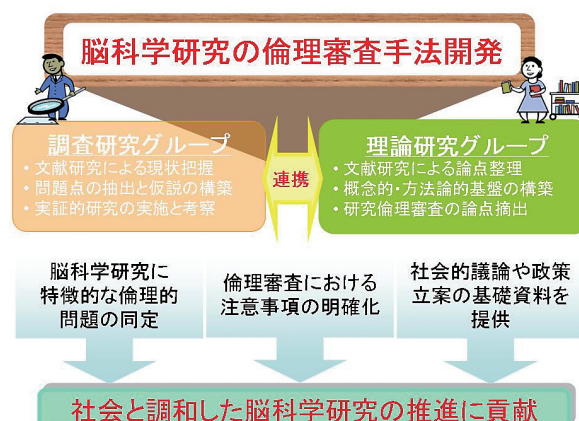 脳科学研究の倫理審査手法開発
調査研究グループ
・文献研究による現状把握
・問題点の抽出と仮説の構築
・実証的研究の実施と考察
連携
理論研究グループ
・文献研究による論点整理
・概念的・方法論的基盤の構築
・研究倫理審査の論点摘出
脳科学研究に
特徴的な倫理的
問題の同定
倫理審査における
注意事項の明確化
社会的議論や政策
立案の基礎資料を
提供
社会と調和した脳科学研究の推進に貢献